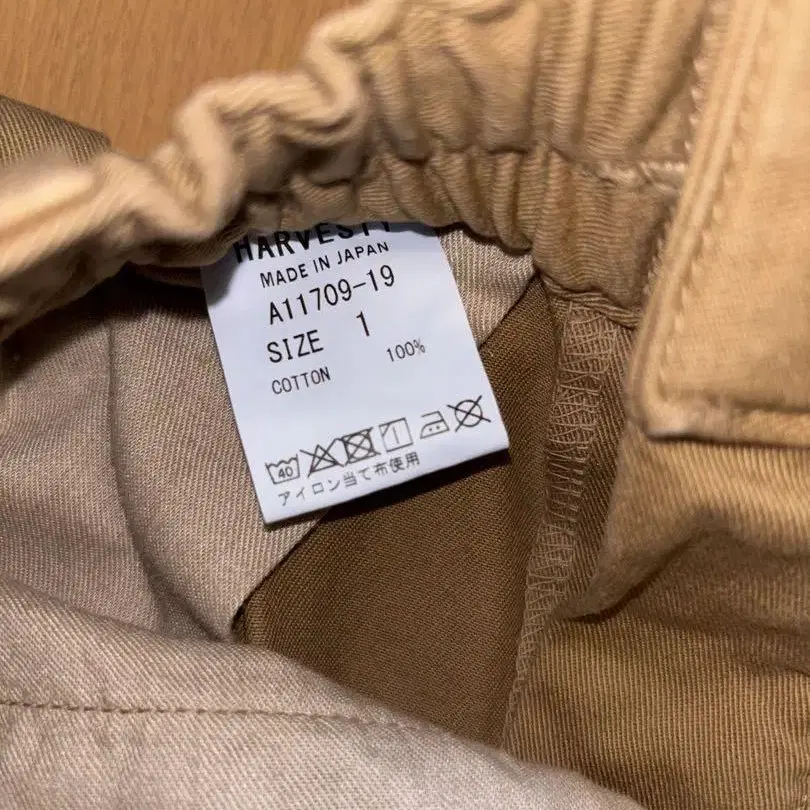 HARVESTY
MADE IN JAPAN
A11709-19
SIZE 1
COTTON 100%
40
アイロン当て布使用